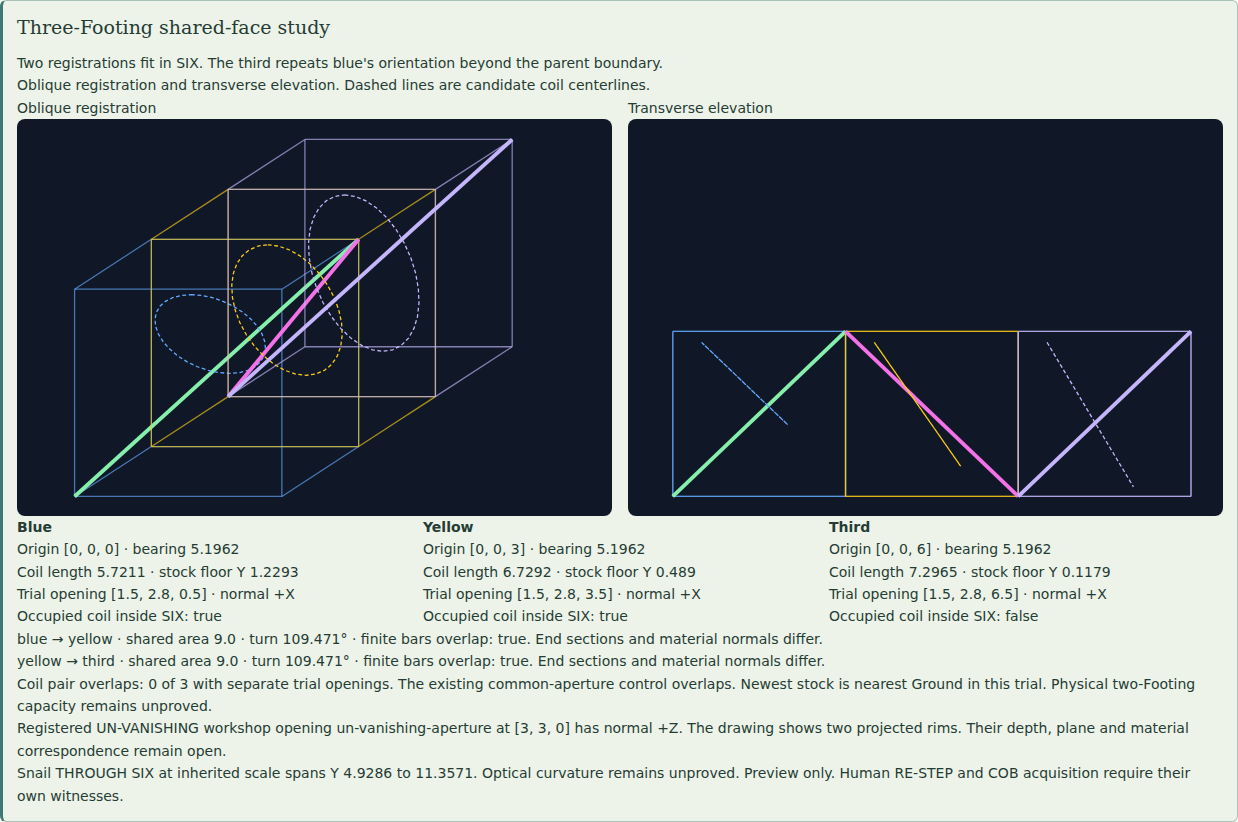 Three-Footing shared-face study
Two registrations fit in SIX. The third repeats blue's orientation beyond the parent boundary.
Oblique registration and transverse elevation. Dashed lines are candidate coil centerlines.
Oblique registration
Transverse elevation
Blue
Origin [0, 0, 0] · bearing 5.1962
Coil length 5.7211 · stock floor Y 1.2293
Trial opening [1.5, 2.8, 0.5] · normal +X
Occupied coil inside SIX: true
Yellow
Origin [0, 0, 3] · bearing 5.1962
Coil length 6.7292 · stock floor Y 0.489
Trial opening [1.5, 2.8, 3.5] · normal +X
Occupied coil inside SIX: true
Third
Origin [0, 0, 6] · bearing 5.1962
Coil length 7.2965 · stock floor Y 0.1179
Trial opening [1.5, 2.8, 6.5] · normal +X
Occupied coil inside SIX: false
blue → yellow · shared area 9.0 · turn 109.471° · finite bars overlap: true. End sections and material normals differ.
yellow → third · shared area 9.0 · turn 109.471° · finite bars overlap: true. End sections and material normals differ.
Coil pair overlaps: 0 of 3 with separate trial openings. The existing common-aperture control overlaps. Newest stock is nearest Ground in this trial. Physical two-Footing
capacity remains unproved.
Registered UN-VANISHING workshop opening un-vanishing-aperture at [3, 3, 0] has normal +Z. The drawing shows two projected rims. Their depth, plane and material
correspondence remain open.
Snail THROUGH SIX at inherited scale spans Y 4.9286 to 11.3571. Optical curvature remains unproved. Preview only. Human RE-STEP and COB acquisition require their
own witnesses.